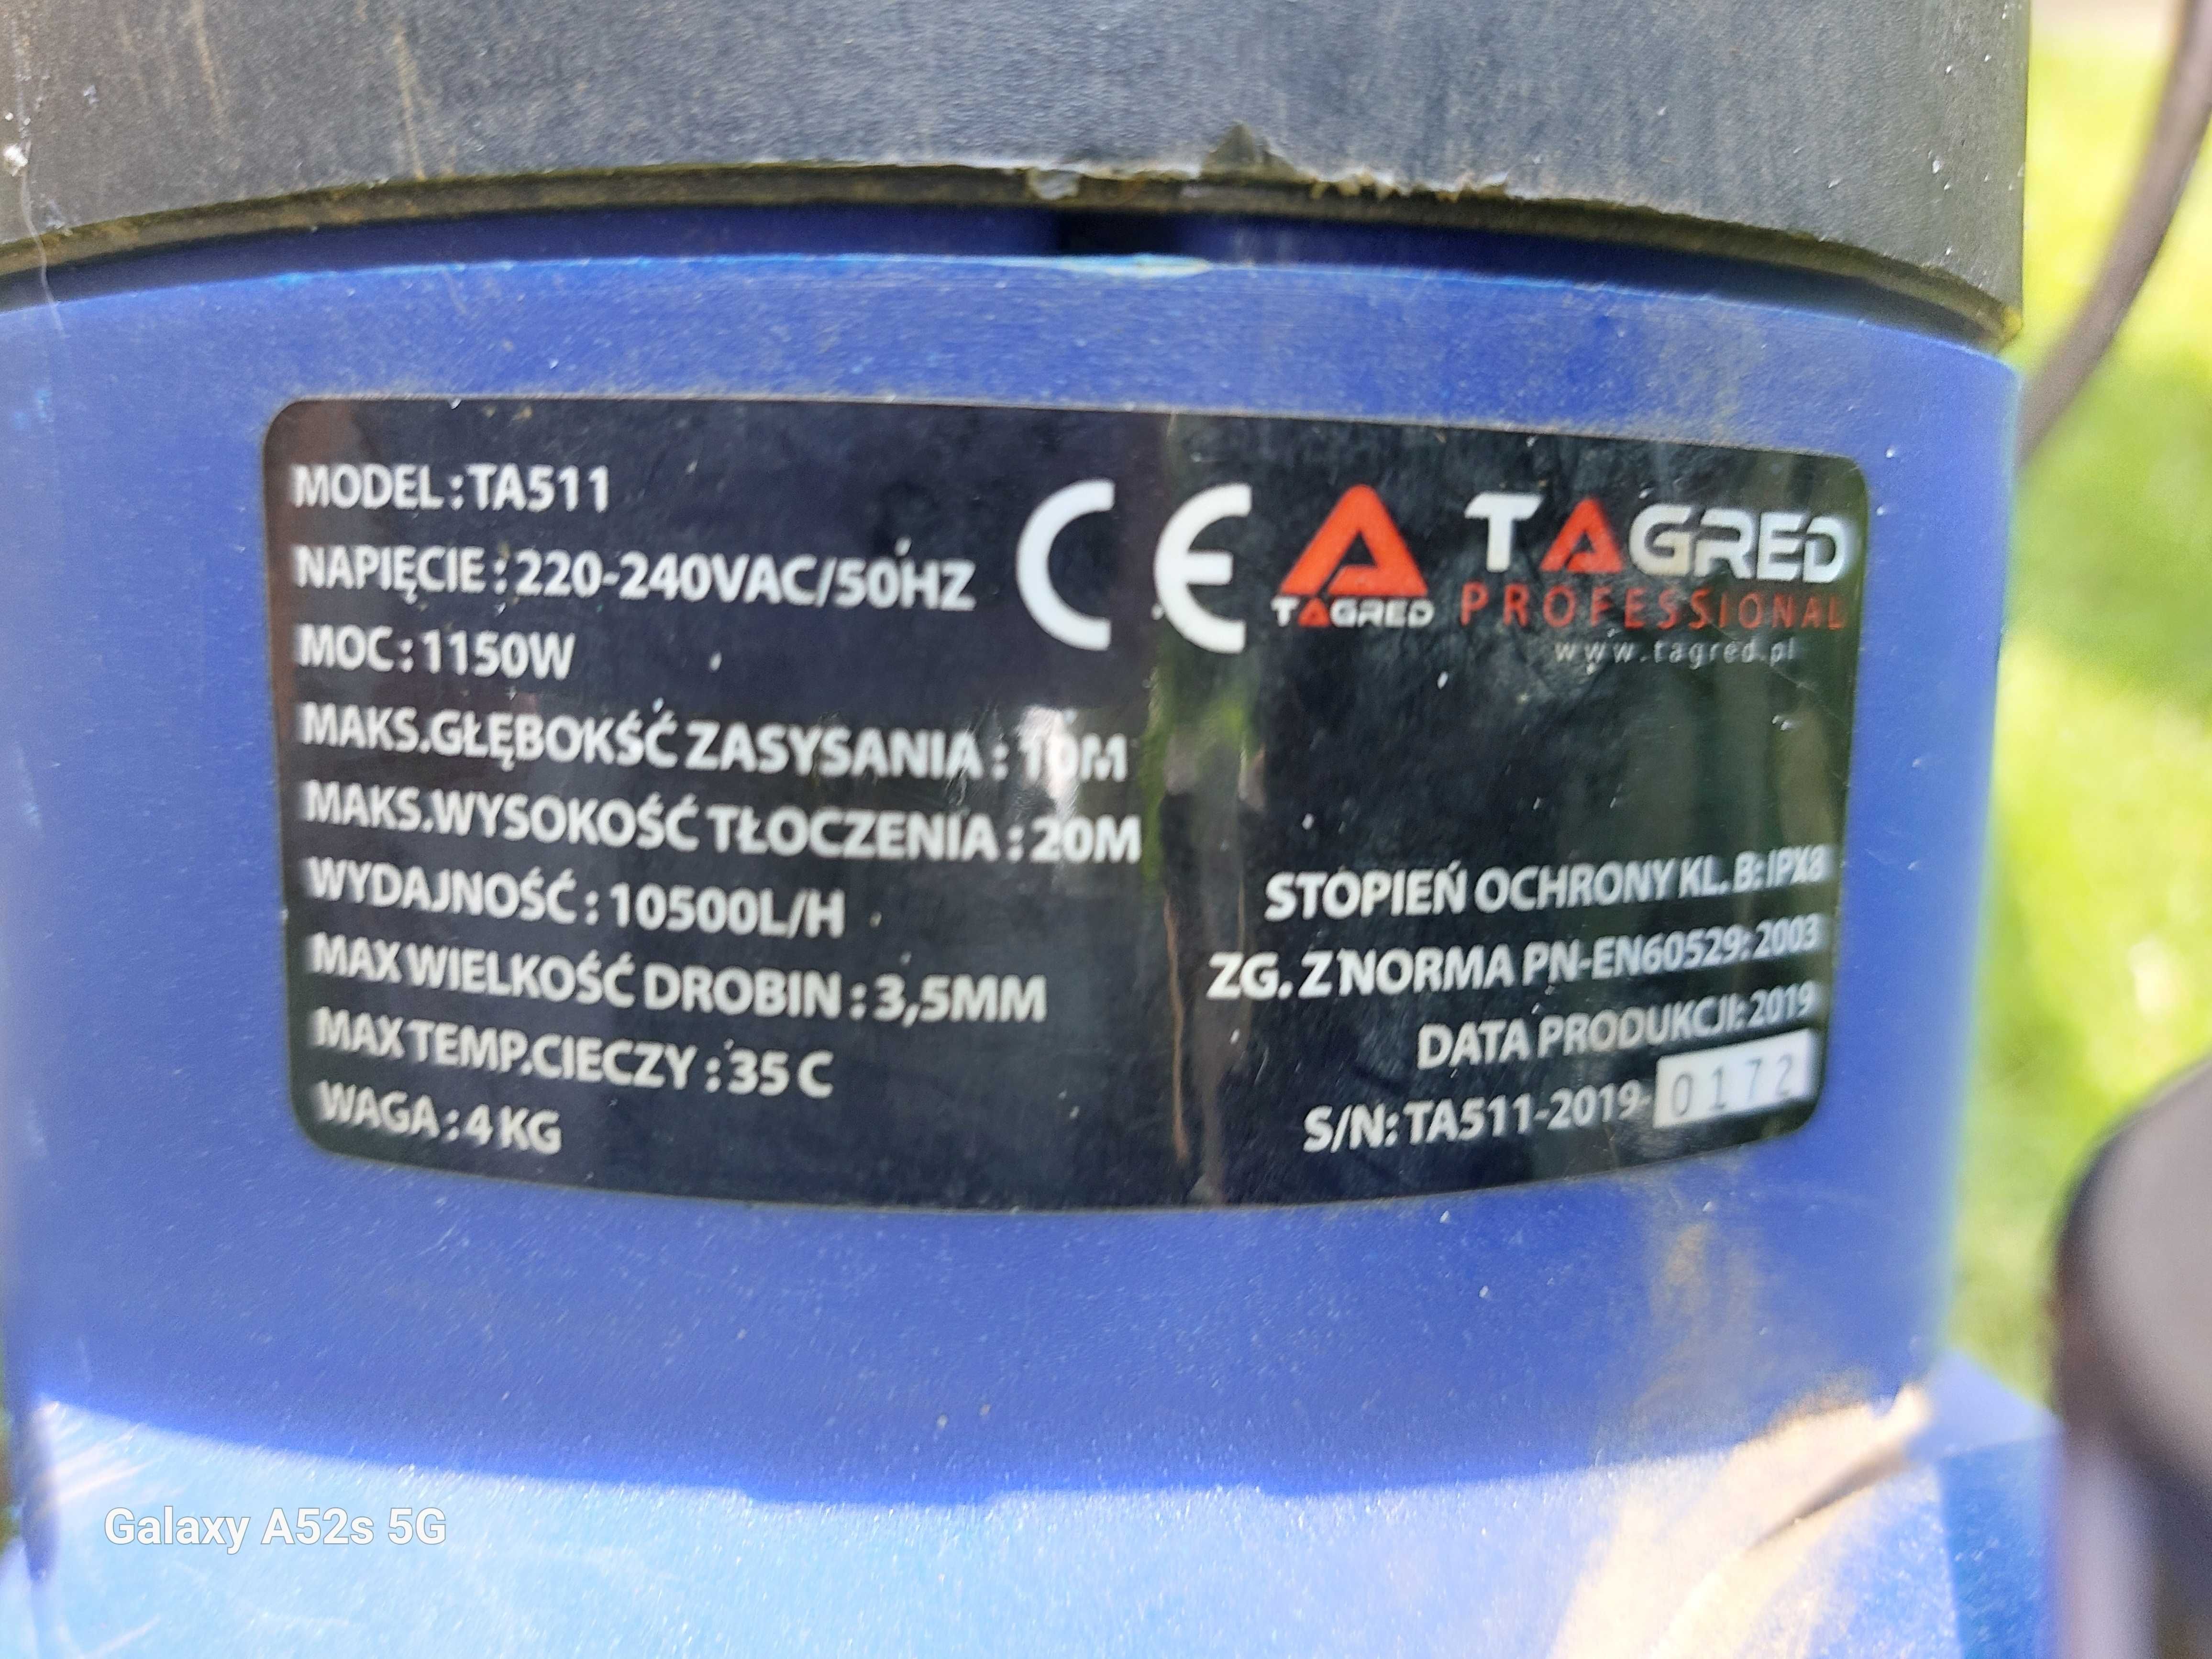 MODEL : TA511
NAPIĘCIE : 220-240VAC/50HZ
MOC : 1150W
MAKS.GŁĘBOKŚĆ ZASYSANIA : 10M
MAKS.WYSOKOŚĆ TŁOCZENIA : 20M
WYDAJNOŚĆ : 10500L/H
MAX WIELKOŚĆ DROBIN : 3,5MM
MAX TEMP.CIECZY : 35 C
WAGA : 4 KG
CE
TAGRED
TAGRED
PROFESSIONAL
www.tagred.pl
STOPIEŃ OCHRONY KL. B: IPX8
ZG. Z NORMA PN-EN60529: 2003
DATA PRODUKCJI: 2019
S/N: TA511-2019- 0172
Galaxy A52s 5G